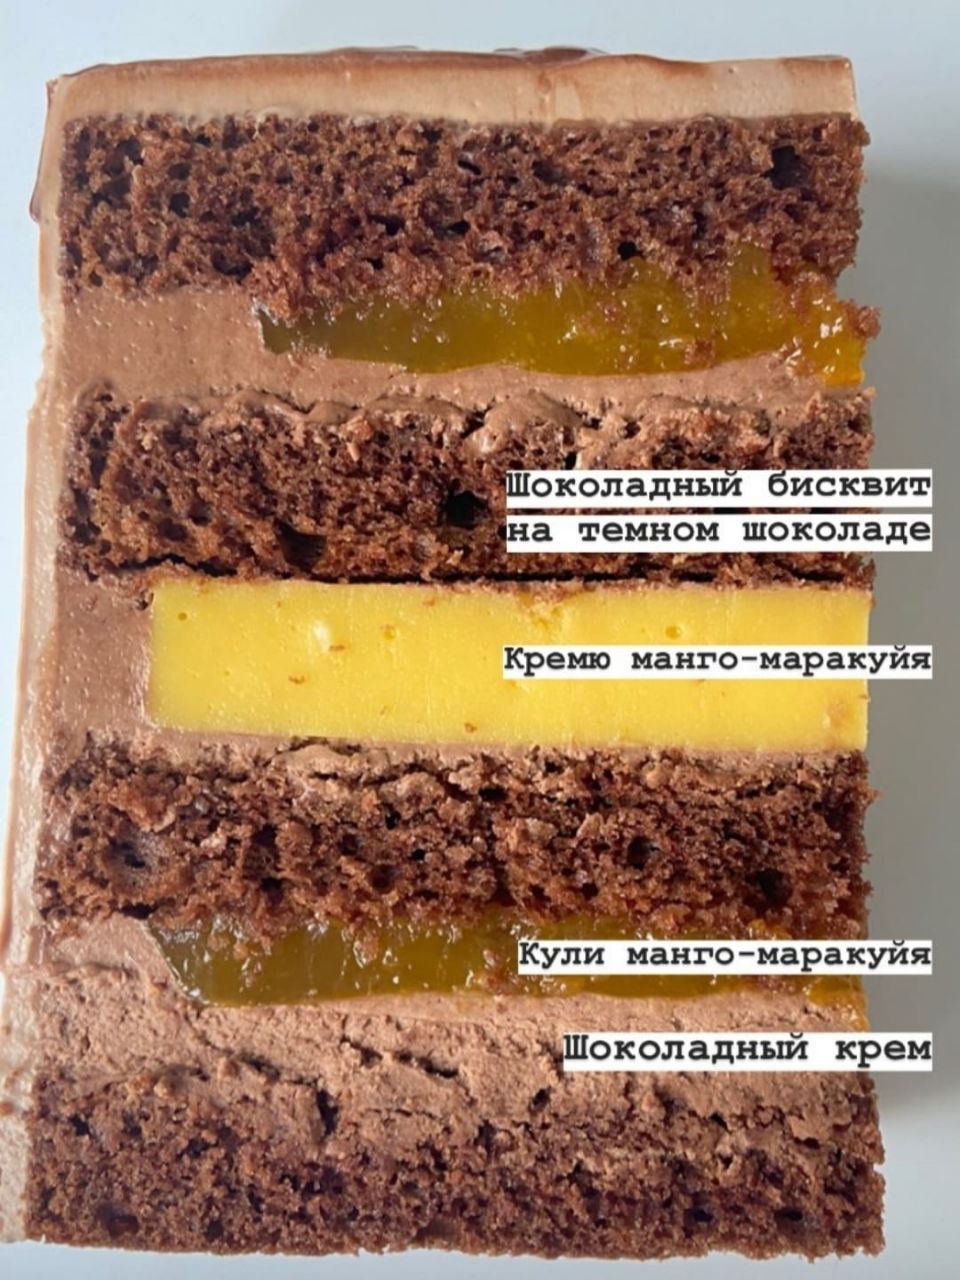 Шоколадный бисквит
на темном шоколаде
Кремю манго-маракуйя
Кули манго-маракуйя
Шоколадный крем